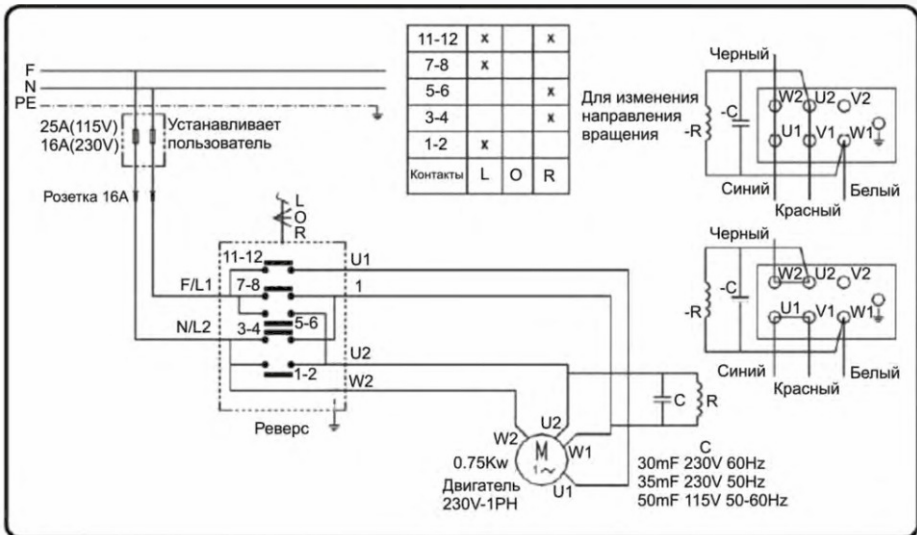 F
N
PE
25A(115V)
16A(230V)
Устанавливает
пользователь
Розетка 16A
L
O
R
11-12
7-8
3-4
5-6
1-2
F/L1
N/L2
U1
1
U2
W2
Реверс
11-12 x x
7-8 x
5-6 x
3-4 x
1-2 x
Контакты L O R
Для изменения
направления
вращения
Черный
-R
-C
W2 U2 V2
U1 V1 W1
Синий
Красный
Белый
Черный
-R
-C
W2 U2 V2
U1 V1 W1
Синий
Красный
Белый
C
R
U2
W2
W1
U1
M
1~
0.75Kw
Двигатель
230V-1PH
C
30mF 230V 60Hz
35mF 230V 50Hz
50mF 115V 50-60Hz